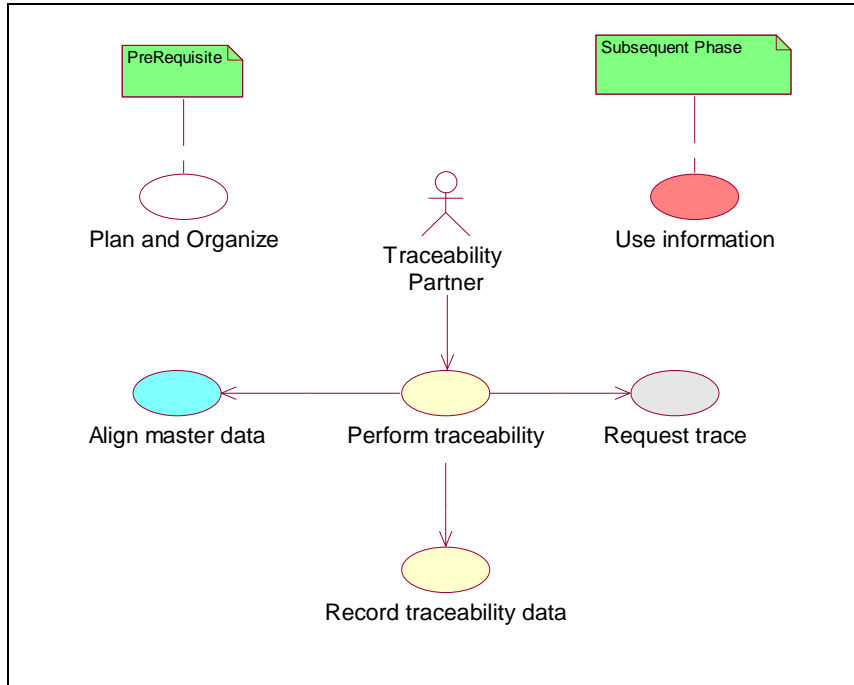 PreRequisite
Subsequent Phase
Plan and Organize
Traceability
Partner
Use information
Align master data
Perform traceability
Request trace
Record traceability data